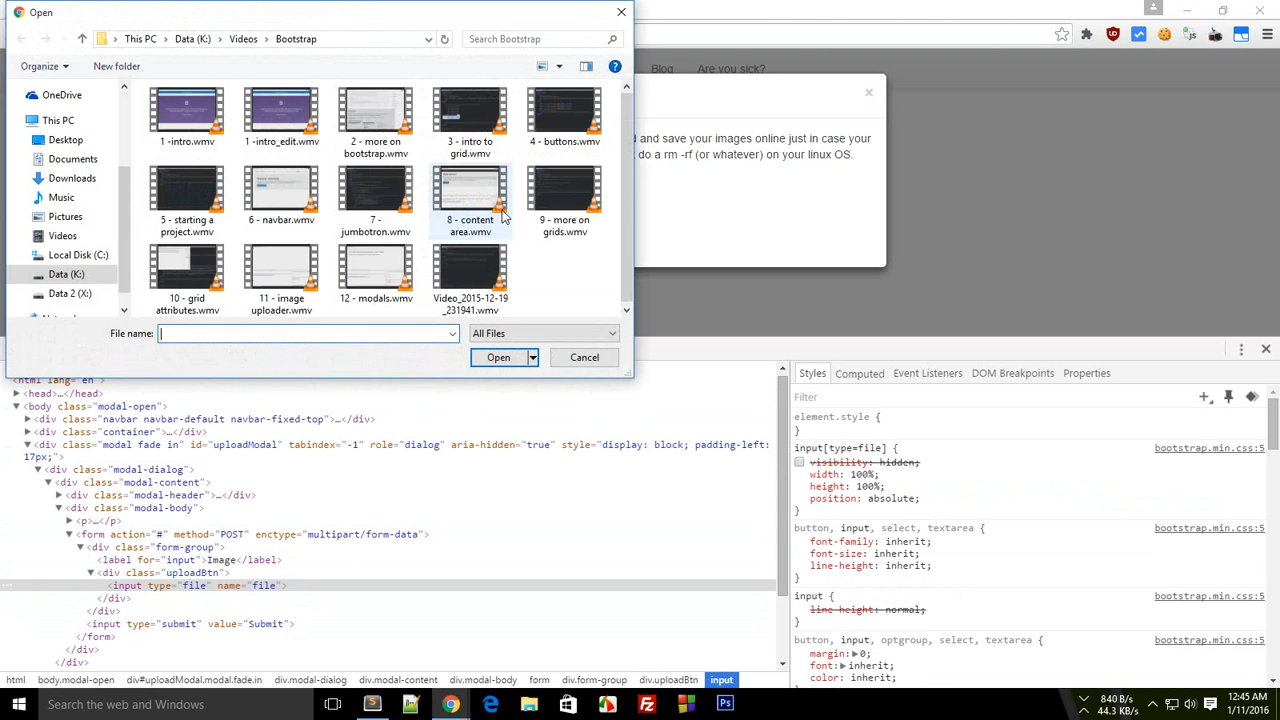 Open
This PC > Data (K:) > Videos > Bootstrap
Search Bootstrap
Organize
New folder
OneDrive
This PC
Desktop
Documents
Downloads
Music
Pictures
Videos
Local Disk (C:)
Data (K:)
Data 2 (X:)
1 -intro.wmv
1 -intro_edit.wmv
2 - more on
bootstrap.wmv
3 - intro to
grid.wmv
4 - buttons.wmv
5 - starting a
project.wmv
6 - navbar.wmv
7 -
jumbotron.wmv
8 - content
area.wmv
9 - more on
grids.wmv
10 - grid
attributes.wmv
11 - image
uploader.wmv
12 - modals.wmv
Video_2015-12-19
_231941.wmv
File name:
All Files
Open
Cancel
Blog
Are you sick?
×
and save your images online just in case your
do a rm -rf (or whatever) on your linux OS.
<html lang="en">
<head>…</head>
<body class="modal-open">
<div class="navbar navbar-default navbar-fixed-top">…</div>
<div class="container">…</div>
<div class="modal fade in" id="uploadModal" tabindex="-1" role="dialog" aria-hidden="true" style="display: block; padding-left:
17px;">
<div class="modal-dialog">
<div class="modal-content">
<div class="modal-header">…</div>
<div class="modal-body">
<p>…</p>
<form action="#" method="POST" enctype="multipart/form-data">
<div class="form-group">
<label for="input">Image</label>
<div class="uploadBtn">
<input type="file" name="file">
</div>
</div>
<input type="submit" value="Submit">
</form>
</div>
</div>
html
body.modal-open
div#uploadModal.modal.fade.in
div.modal-dialog
div.modal-content
div.modal-body
form
div.form-group
div.uploadBtn
input
Styles
Computed
Event Listeners
DOM Breakpoints
Properties
Filter
element.style {
}
input[type=file] { bootstrap.min.css:5
visibility: hidden;
width: 100%;
height: 100%;
position: absolute;
}
button, input, select, textarea { bootstrap.min.css:5
font-family: inherit;
font-size: inherit;
line-height: inherit;
}
input { bootstrap.min.css:5
line-height: normal;
}
button, input, optgroup, select, textarea { bootstrap.min.css:5
margin: 0;
font: inherit;
color: inherit;
Search the web and Windows
840 B/s
44.3 KB/s
12:45 AM
1/11/2016